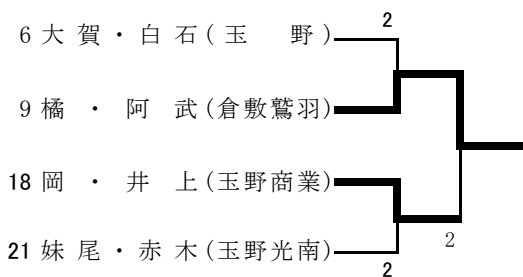 2
6 大 賀 ・ 白 石 ( 玉 野 )
9 橘 ・ 阿 武 (倉敷鷲羽)
18 岡 ・ 井 上 (玉野商業)
2
21 妹 尾 ・ 赤 木 (玉野光南)
2